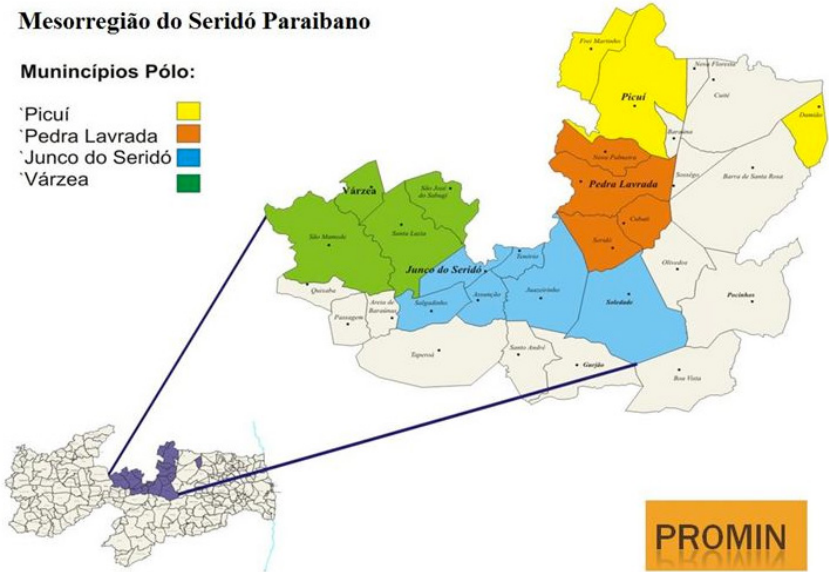 Mesorregião do Seridó Paraibano
Munincípios Pólo:
`Picuí
`Pedra Lavrada
`Junco do Seridó
`Várzea
Frei Martinho
Picuí
Nova Floresta
Cuité
Damião
Baraúna
Nova Palmeira
Sossêgo
Barra de Santa Rosa
Pedra Lavrada
Cubati
Seridó
Várzea
São José
do Sabugi
São Mamede
Santa Luzia
Junco do Seridó
Tenório
Olivedos
Quixaba
Areia de
Baraúnas
Salgadinho
Assunção
Juazeirinho
Soledade
Pocinhos
Passagem
Taperoá
Santo André
Gurjão
Boa Vista
PROMIN